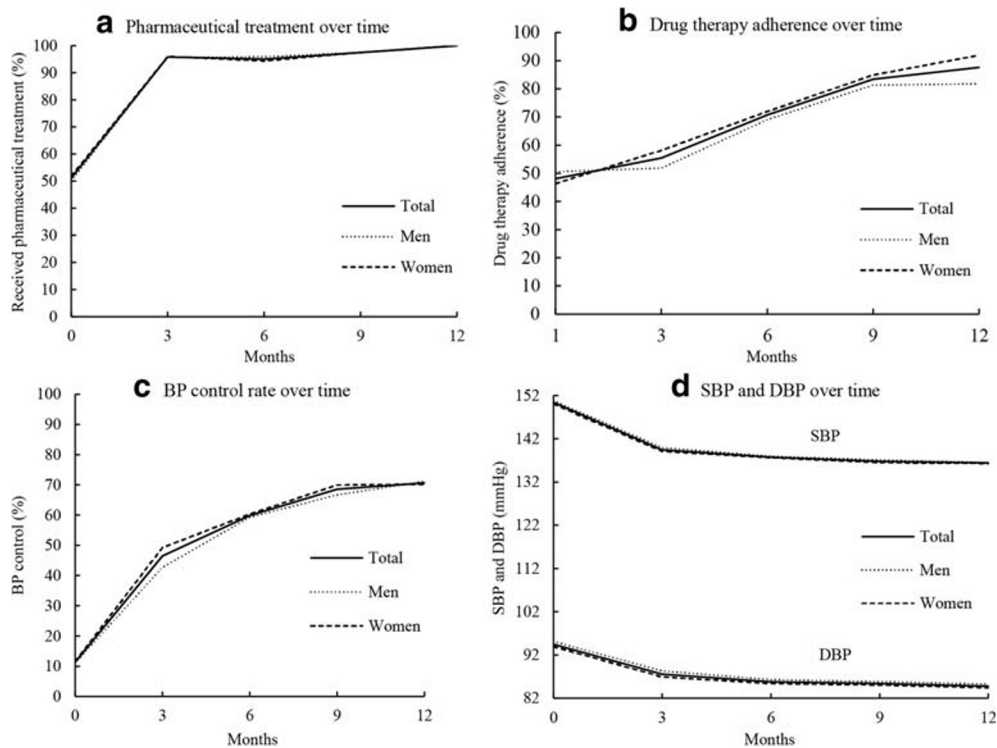 a Pharmaceutical treatment over time
Received pharmaceutical treatment (%)
100
90
80
70
60
50
40
30
20
10
0
0 3 6 9 12
Months
Total
Men
Women
b Drug therapy adherence over time
Drug therapy adherence (%)
100
90
80
70
60
50
40
30
20
10
0
1 3 6 9 12
Months
Total
Men
Women
c BP control rate over time
BP control (%)
100
90
80
70
60
50
40
30
20
10
0
0 3 6 9 12
Months
Total
Men
Women
d SBP and DBP over time
SBP and DBP (mmHg)
152
142
132
122
112
102
92
82
0 3 6 9 12
Months
SBP
Total
Men
Women
DBP